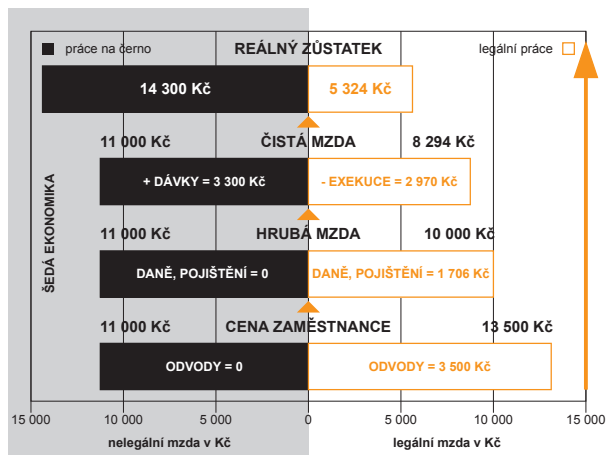 práce na černo REÁLNÝ ZŮSTATEK legální práce
14 300 Kč 5 324 Kč
11 000 Kč ČISTÁ MZDA 8 294 Kč
+ DÁVKY = 3 300 Kč - EXEKUCE = 2 970 Kč
11 000 Kč HRUBÁ MZDA 10 000 Kč
DANĚ, POJIŠTĚNÍ = 0 DANĚ, POJIŠTĚNÍ = 1 706 Kč
11 000 Kč CENA ZAMĚSTNANCE 13 500 Kč
ODVODY = 0 ODVODY = 3 500 Kč
ŠEDÁ EKONOMIKA
15 000 10 000 5 000 0 5 000 10 000 15 000
nelegální mzda v Kč legální mzda v Kč